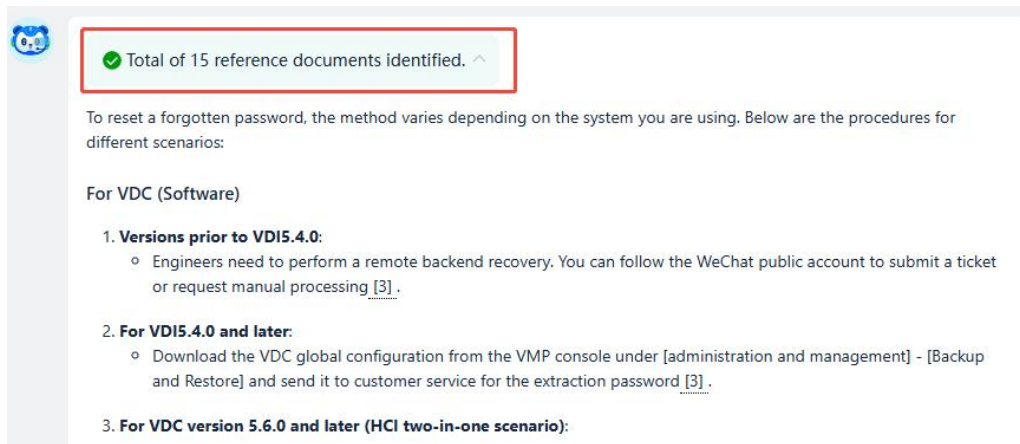 Total of 15 reference documents identified.
To reset a forgotten password, the method varies depending on the system you are using. Below are the procedures for
different scenarios:
For VDC (Software)
1. Versions prior to VDI5.4.0:
Engineers need to perform a remote backend recovery. You can follow the WeChat public account to submit a ticket
or request manual processing [3] .
2. For VDI5.4.0 and later:
Download the VDC global configuration from the VMP console under [administration and management] - [Backup
and Restore] and send it to customer service for the extraction password [3] .
3. For VDC version 5.6.0 and later (HCI two-in-one scenario):